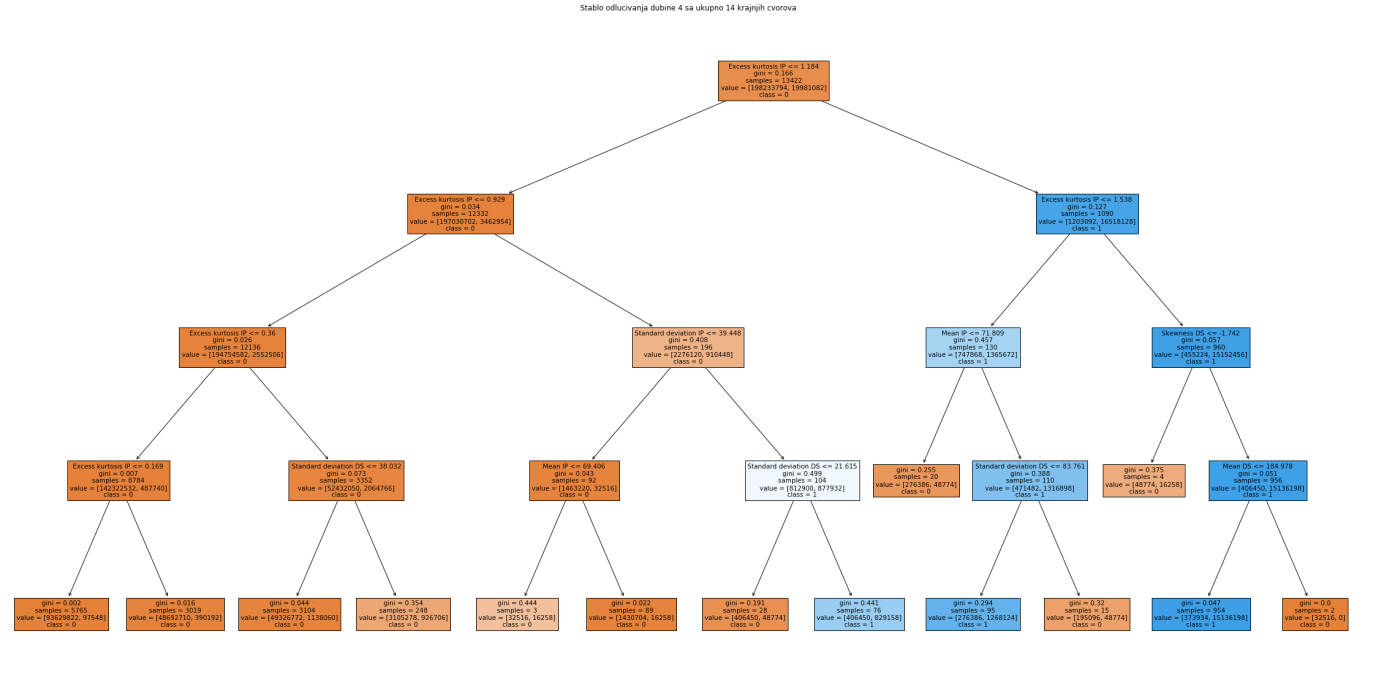 Stablo odlucivanja dubine 4 sa ukupno 14 krajnjih cvorova
Excess kurtosis IP <= 1.184
gini = 0.166
samples = 13422
value = [198233794, 19981082]
class = 0
Excess kurtosis IP <= 0.929
gini = 0.034
samples = 12332
value = [197030702, 3462954]
class = 0
Excess kurtosis IP <= 1.538
gini = 0.127
samples = 1090
value = [1203092, 16518128]
class = 1
Excess kurtosis IP <= 0.36
gini = 0.026
samples = 12136
value = [194754582, 2552506]
class = 0
Standard deviation IP <= 39.448
gini = 0.408
samples = 196
value = [2276120, 910448]
class = 0
Mean IP <= 71.809
gini = 0.457
samples = 130
value = [747868, 1365672]
class = 1
Skewness DS <= -1.742
gini = 0.057
samples = 960
value = [455224, 15152456]
class = 1
Excess kurtosis IP <= 0.169
gini = 0.007
samples = 8784
value = [142322532, 487740]
class = 0
Standard deviation DS <= 38.032
gini = 0.073
samples = 3352
value = [52432050, 2064766]
class = 0
Mean IP <= 69.406
gini = 0.043
samples = 92
value = [1463220, 32516]
class = 0
Standard deviation DS <= 21.615
gini = 0.499
samples = 104
value = [812900, 877932]
class = 1
gini = 0.255
samples = 20
value = [276386, 48774]
class = 0
Standard deviation DS <= 83.761
gini = 0.388
samples = 110
value = [471482, 1316898]
class = 1
gini = 0.375
samples = 4
value = [48774, 16258]
class = 0
Mean DS <= 184.978
gini = 0.051
samples = 956
value = [406450, 15136198]
class = 1
gini = 0.002
samples = 5765
value = [93629822, 97548]
class = 0
gini = 0.016
samples = 3019
value = [48692710, 390192]
class = 0
gini = 0.044
samples = 3104
value = [49326772, 1138060]
class = 0
gini = 0.354
samples = 248
value = [3105278, 926706]
class = 0
gini = 0.444
samples = 3
value = [32516, 16258]
class = 0
gini = 0.022
samples = 89
value = [1430704, 16258]
class = 0
gini = 0.191
samples = 28
value = [406450, 48774]
class = 0
gini = 0.441
samples = 76
value = [406450, 829158]
class = 1
gini = 0.294
samples = 95
value = [276386, 1268124]
class = 1
gini = 0.32
samples = 15
value = [195096, 48774]
class = 0
gini = 0.047
samples = 954
value = [373934, 15136198]
class = 1
gini = 0.0
samples = 2
value = [32516, 0]
class = 0